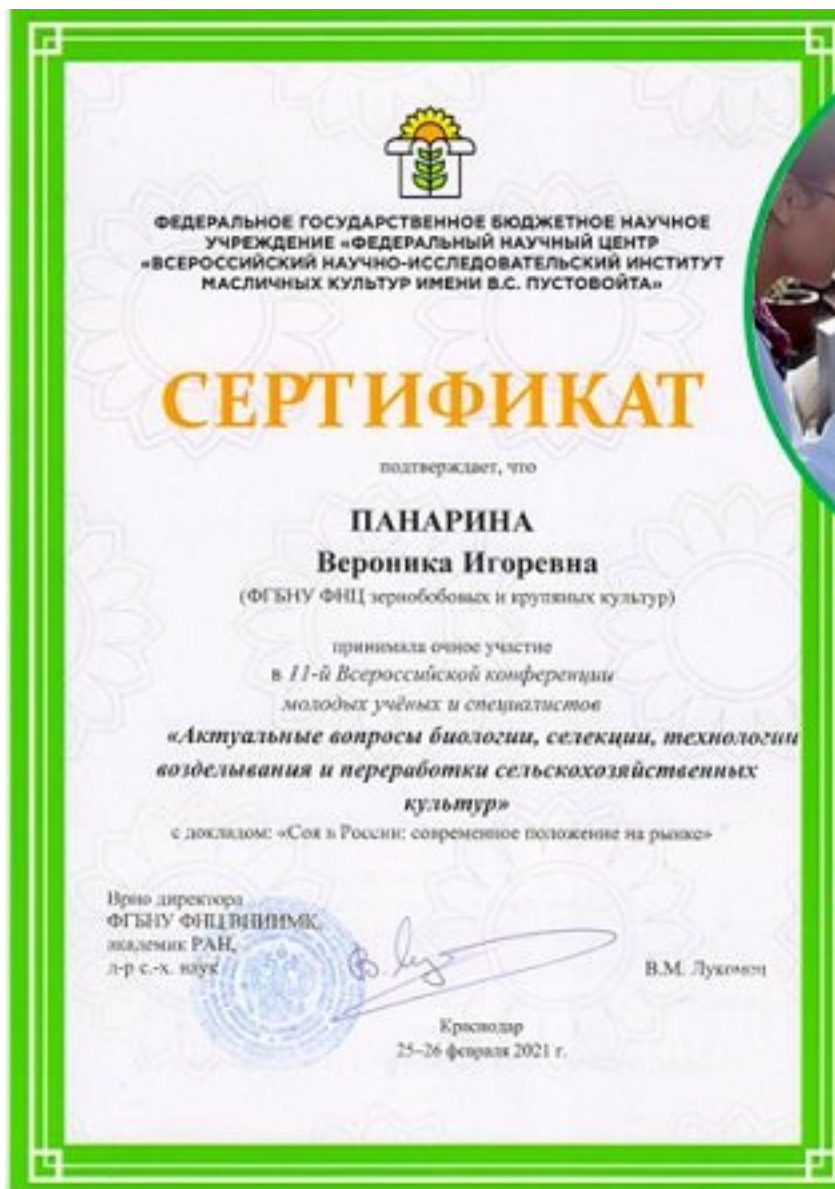 ФЕДЕРАЛЬНОЕ ГОСУДАРСТВЕННОЕ БЮДЖЕТНОЕ НАУЧНОЕ
УЧРЕЖДЕНИЕ «ФЕДЕРАЛЬНЫЙ НАУЧНЫЙ ЦЕНТР
«ВСЕРОССИЙСКИЙ НАУЧНО-ИССЛЕДОВАТЕЛЬСКИЙ ИНСТИТУТ
МАСЛИЧНЫХ КУЛЬТУР ИМЕНИ В.С. ПУСТОВОЙТА»
СЕРТИФИКАТ
подтверждает, что
ПАНАРИНА
Вероника Игоревна
(ФГБНУ ФНЦ зернобобовых и крупяных культур)
принимала очное участие
в 11-й Всероссийской конференции
молодых учёных и специалистов
«Актуальные вопросы биологии, селекции, технологии
возделывания и переработки сельскохозяйственных
культур»
с докладом: «Соя в России: современное положение на рынке»
Врио директора
ФГБНУ ФНЦ ВНИИМК,
академик РАН,
д-р с.-х. наук
В.М. Лукомец
Краснодар
25–26 февраля 2021 г.